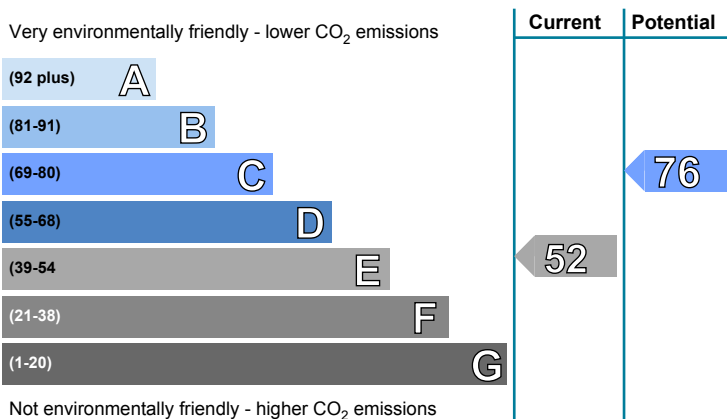 Current Potential
Very environmentally friendly - lower CO2 emissions
(92 plus) A
(81-91) B
(69-80) C 76
(55-68) D
(39-54 E 52
(21-38) F
(1-20) G
Not environmentally friendly - higher CO2 emissions